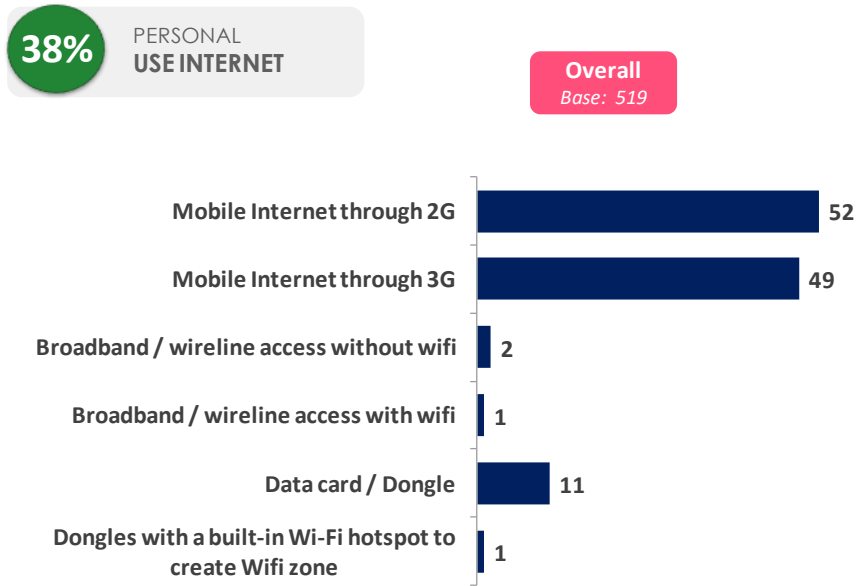 38%
PERSONAL
USE INTERNET
Overall
Base: 519
Mobile Internet through 2G
52
Mobile Internet through 3G
49
Broadband / wireline access without wifi
2
Broadband / wireline access with wifi
1
Data card / Dongle
11
Dongles with a built-in Wi-Fi hotspot to
create Wifi zone
1